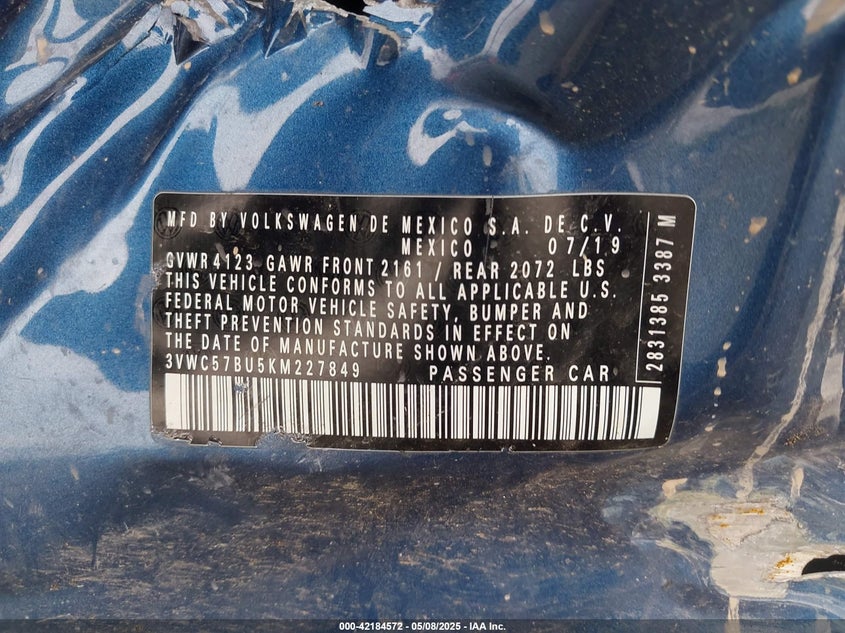 MFD BY VOLKSWAGEN DE MEXICO S.A. DE C.V.
MEXICO 07/19
GVWR 4123 GAWR FRONT 2161 / REAR 2072 LBS
THIS VEHICLE CONFORMS TO ALL APPLICABLE U.S.
FEDERAL MOTOR VEHICLE SAFETY, BUMPER AND
THEFT PREVENTION STANDARDS IN EFFECT ON
THE DATE OF MANUFACTURE SHOWN ABOVE.
3VWC57BU5KM227849 PASSENGER CAR
2831385 3387 M
000-42184572 - 05/08/2025 - IAA Inc.